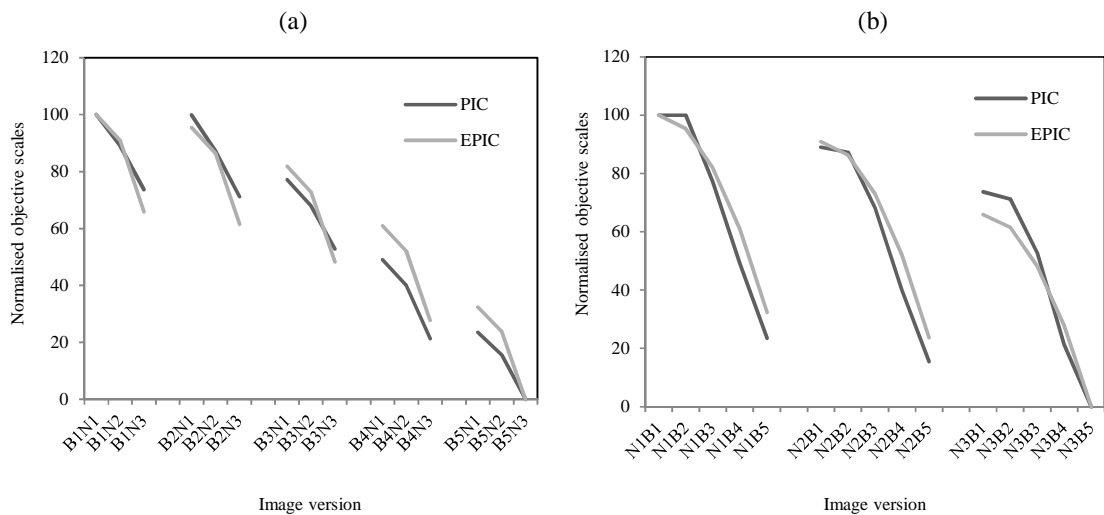 (a)
Normalised objective scales
120
100
80
60
40
20
0
PIC
EPIC
B1N1
B1N2
B1N3
B2N1
B2N2
B2N3
B3N1
B3N2
B3N3
B4N1
B4N2
B4N3
B5N1
B5N2
B5N3
Image version
(b)
Normalised objective scales
120
100
80
60
40
20
0
PIC
EPIC
N1B1
N1B2
N1B3
N1B4
N1B5
N2B1
N2B2
N2B3
N2B4
N2B5
N3B1
N3B2
N3B3
N3B4
N3B5
Image version